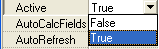 Active True
AutoCalcFields False
AutoRefresh True